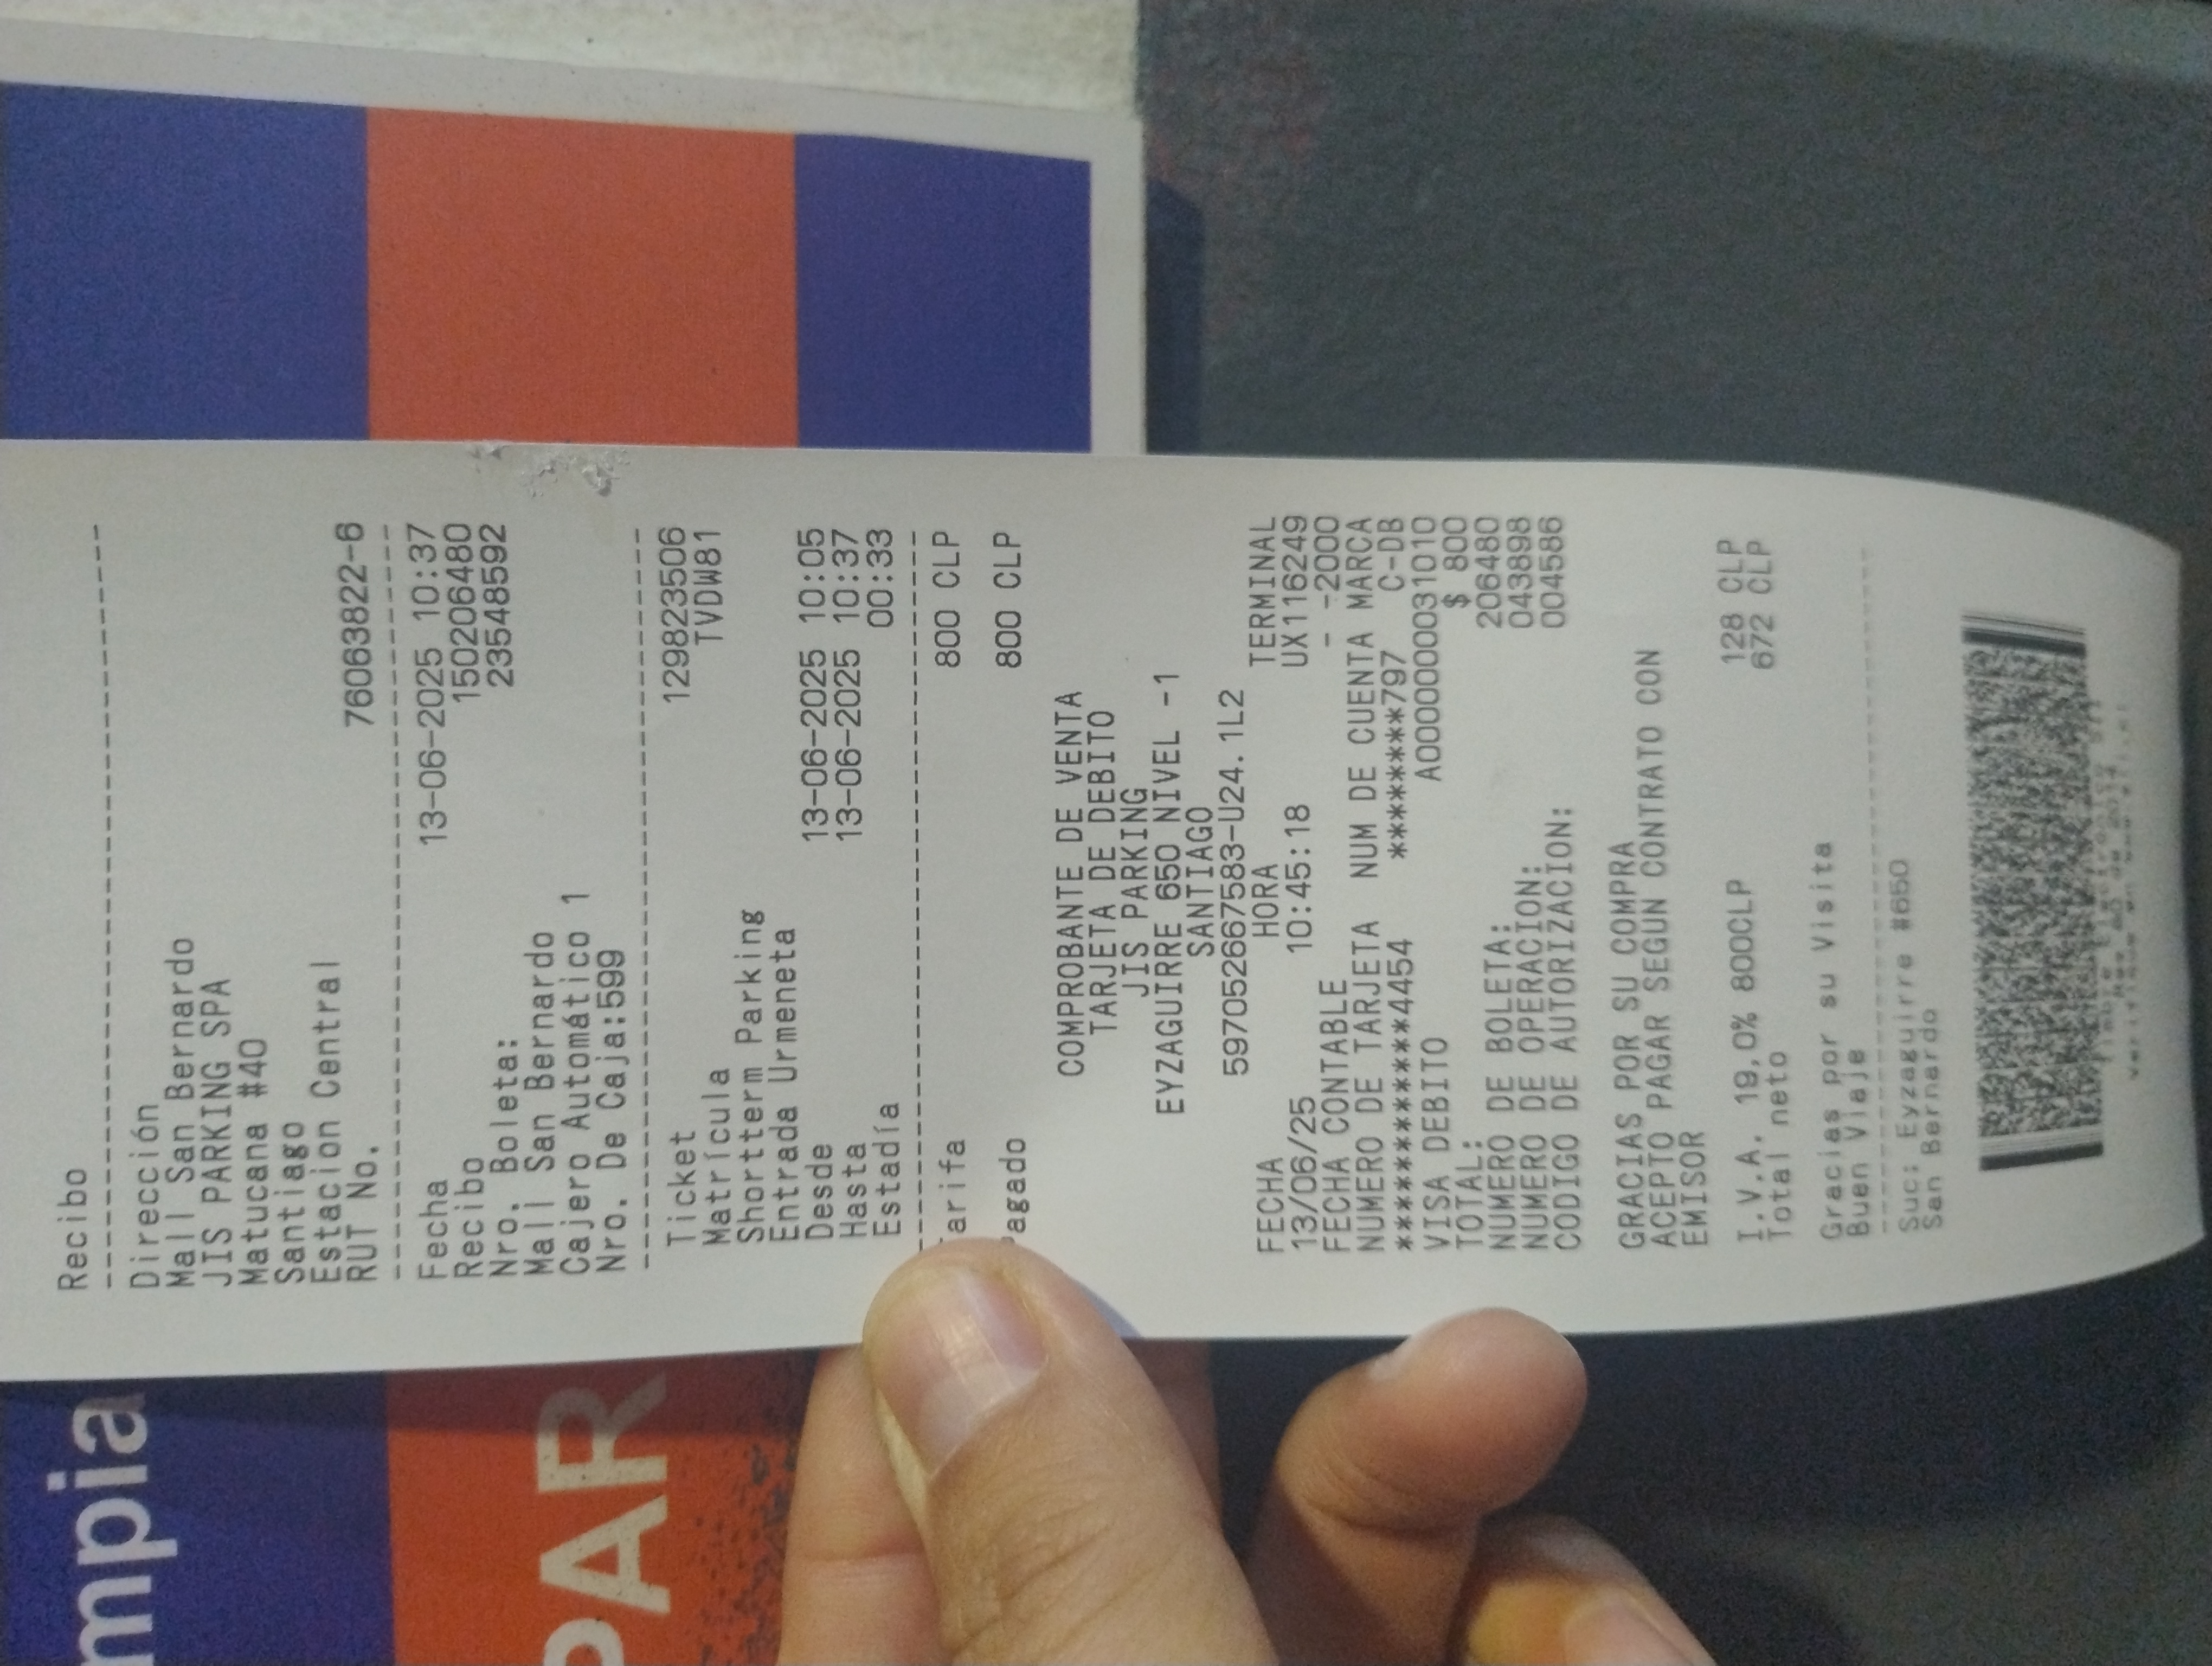 Recibo
Dirección
Mall San Bernardo
JIS PARKING SPA
Matucana #40
Santiago
Estación Central
RUT No. 76063822-6
Fecha 13-06-2025 10:37
Recibo 150206480
Nro. Boleta: 23548592
Mall San Bernardo
Cajero Automático 1
Nro. De Caja:599
Ticket 129823506
Matrícula TVDW81
Shortterm Parking
Entrada Urmeneta
Desde 13-06-2025 10:05
Hasta 13-06-2025 10:37
Estadía 00:33
Tarifa 800 CLP
Pagado 800 CLP
COMPROBANTE DE VENTA
TARJETA DE DEBITO
JIS PARKING
EYZAGUIRRE 650 NIVEL -1
SANTIAGO
597052667583-U24.1L2
FECHA HORA TERMINAL
13/06/25 10:45:18 UX116249
FECHA CONTABLE - -2000
NUMERO DE TARJETA NUM DE CUENTA MARCA
************4454 ********797 C-DB
VISA DEBITO A0000000031010
TOTAL: $ 800
NUMERO DE BOLETA: 206480
NUMERO DE OPERACION: 043898
CODIGO DE AUTORIZACION: 004586
GRACIAS POR SU COMPRA
ACEPTO PAGAR SEGUN CONTRATO CON
EMISOR
I.V.A. 19,0% 800CLP 128 CLP
Total neto 672 CLP
Gracias por su Visita
Buen Viaje
Suc: Eyzaguirre #650
San Bernardo
mpia
PAR